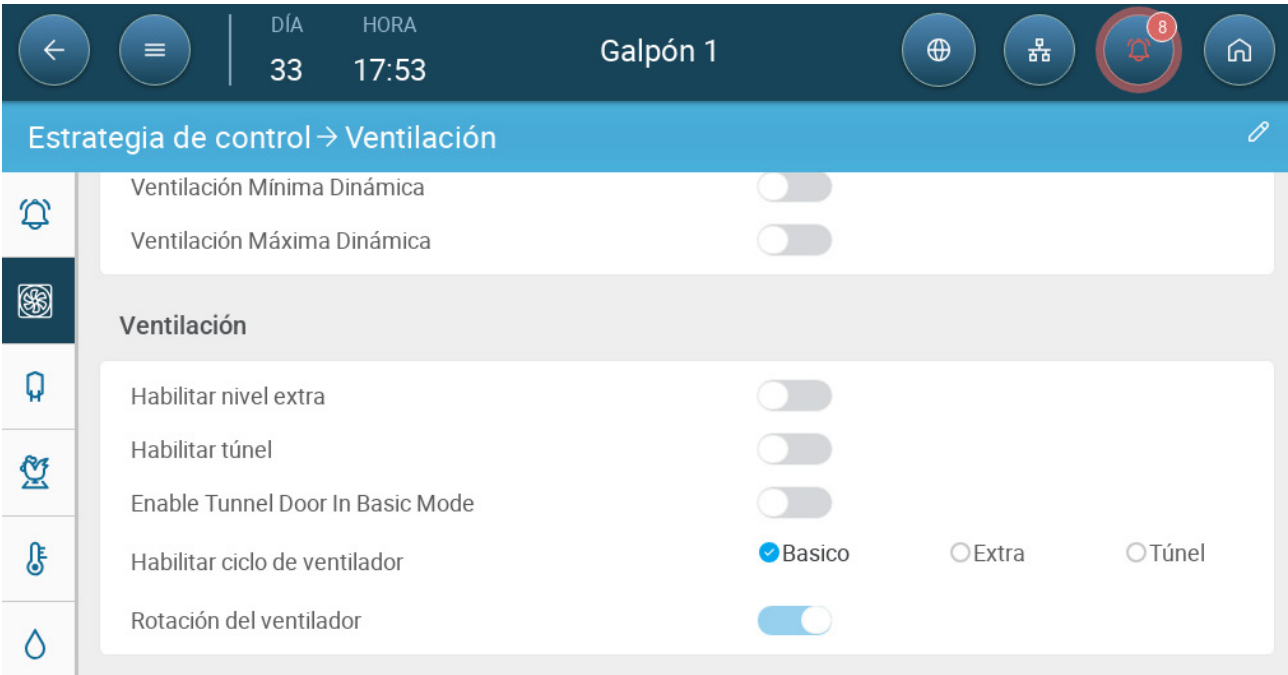 DÍA HORA
33 17:53
Galpón 1
8
Estrategia de control → Ventilación
Ventilación Mínima Dinámica
Ventilación Máxima Dinámica
Ventilación
Habilitar nivel extra
Habilitar túnel
Enable Tunnel Door In Basic Mode
Habilitar ciclo de ventilador Basico Extra Túnel
Rotación del ventilador